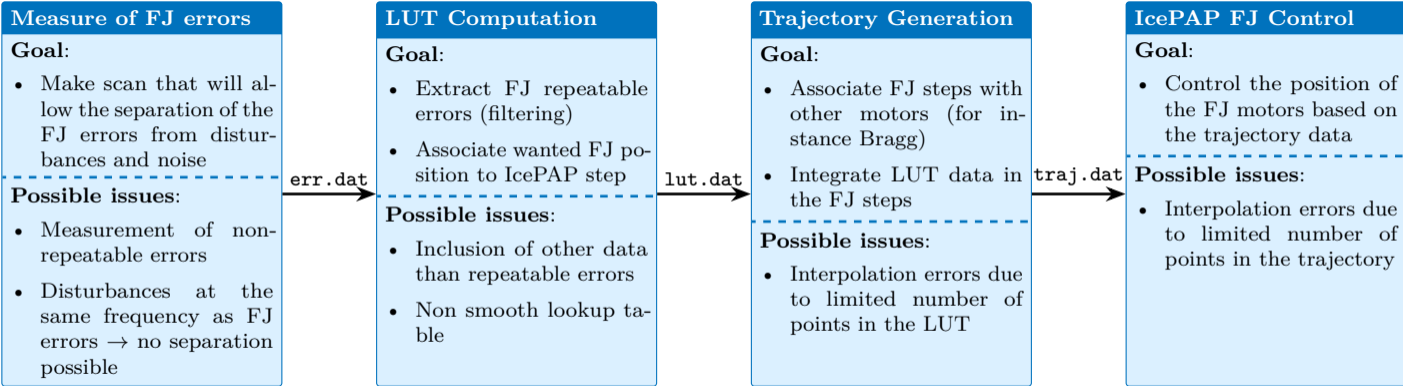 Measure of FJ errors
Goal:
• Make scan that will al-
low the separation of the
FJ errors from distur-
bances and noise
Possible issues:
• Measurement of non-
repeatable errors
• Disturbances at the
same frequency as FJ
errors → no separation
possible
err.dat
LUT Computation
Goal:
• Extract FJ repeatable
errors (filtering)
• Associate wanted FJ po-
sition to IcePAP step
Possible issues:
• Inclusion of other data
than repeatable errors
• Non smooth lookup ta-
ble
lut.dat
Trajectory Generation
Goal:
• Associate FJ steps with
other motors (for in-
stance Bragg)
• Integrate LUT data in
the FJ steps
Possible issues:
• Interpolation errors due
to limited number of
points in the LUT
traj.dat
IcePAP FJ Control
Goal:
• Control the position of
the FJ motors based on
the trajectory data
Possible issues:
• Interpolation errors due
to limited number of
points in the trajectory